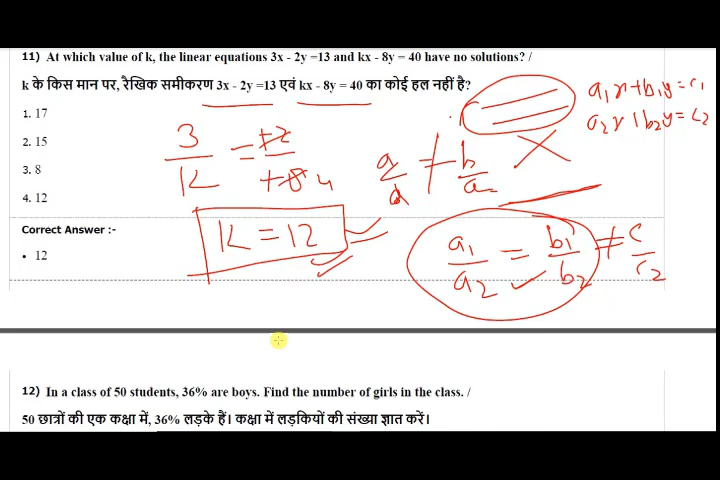 11) At which value of k, the linear equations 3x - 2y =13 and kx - 8y = 40 have no solutions? /
k के किस मान पर, रैखिक समीकरण 3x - 2y =13 एवं kx - 8y = 40 का कोई हल नहीं है?
a₁x+b₁y=c₁
a₂x+b₂y=c₂
1. 17
2. 15
3. 8
4. 12
3/K = +2/+8 4
a/a ≠ b/a₂
K = 12
Correct Answer :-
• 12
a₁/a₂ = b₁/b₂ ≠ c/c₂
12) In a class of 50 students, 36% are boys. Find the number of girls in the class. /
50 छात्रों की एक कक्षा में, 36% लड़के हैं। कक्षा में लड़कियों की संख्या ज्ञात करें।